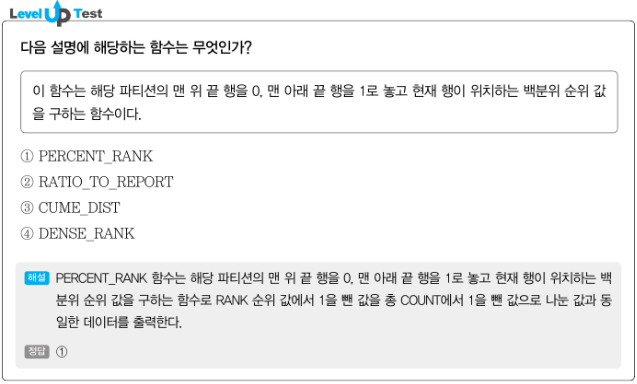 Level Up Test
다음 설명에 해당하는 함수는 무엇인가?
이 함수는 해당 파티션의 맨 위 끝 행을 0, 맨 아래 끝 행을 1로 놓고 현재 행이 위치하는 백분위 순위 값
을 구하는 함수이다.
① PERCENT_RANK
② RATIO_TO_REPORT
③ CUME_DIST
④ DENSE_RANK
해설 PERCENT_RANK 함수는 해당 파티션의 맨 위 끝 행을 0, 맨 아래 끝 행을 1로 놓고 현재 행이 위치하는 백
분위 순위 값을 구하는 함수로 RANK 순위 값에서 1을 뺀 값을 총 COUNT에서 1을 뺀 값으로 나눈 값과 동
일한 데이터를 출력한다.
정답 ①